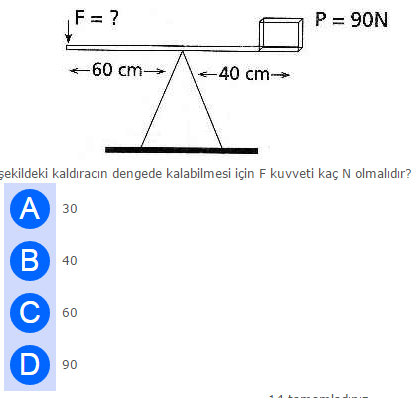 F = ?
P = 90N
60 cm
40 cm
şekildeki kaldıracın dengede kalabilmesi için F kuvveti kaç N olmalıdır?
A 30
B 40
C 60
D 90